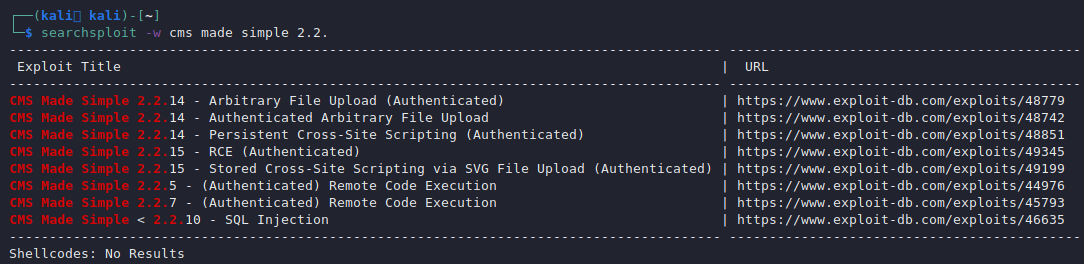 ┌──(kali㉿ kali)-[~]
└─$ searchsploit -w cms made simple 2.2.
Exploit Title | URL
CMS Made Simple 2.2.14 - Arbitrary File Upload (Authenticated) | https://www.exploit-db.com/exploits/48779
CMS Made Simple 2.2.14 - Authenticated Arbitrary File Upload | https://www.exploit-db.com/exploits/48742
CMS Made Simple 2.2.14 - Persistent Cross-Site Scripting (Authenticated) | https://www.exploit-db.com/exploits/48851
CMS Made Simple 2.2.15 - RCE (Authenticated) | https://www.exploit-db.com/exploits/49345
CMS Made Simple 2.2.15 - Stored Cross-Site Scripting via SVG File Upload (Authenticated) | https://www.exploit-db.com/exploits/49199
CMS Made Simple 2.2.5 - (Authenticated) Remote Code Execution | https://www.exploit-db.com/exploits/44976
CMS Made Simple 2.2.7 - (Authenticated) Remote Code Execution | https://www.exploit-db.com/exploits/45793
CMS Made Simple < 2.2.10 - SQL Injection | https://www.exploit-db.com/exploits/46635
Shellcodes: No Results